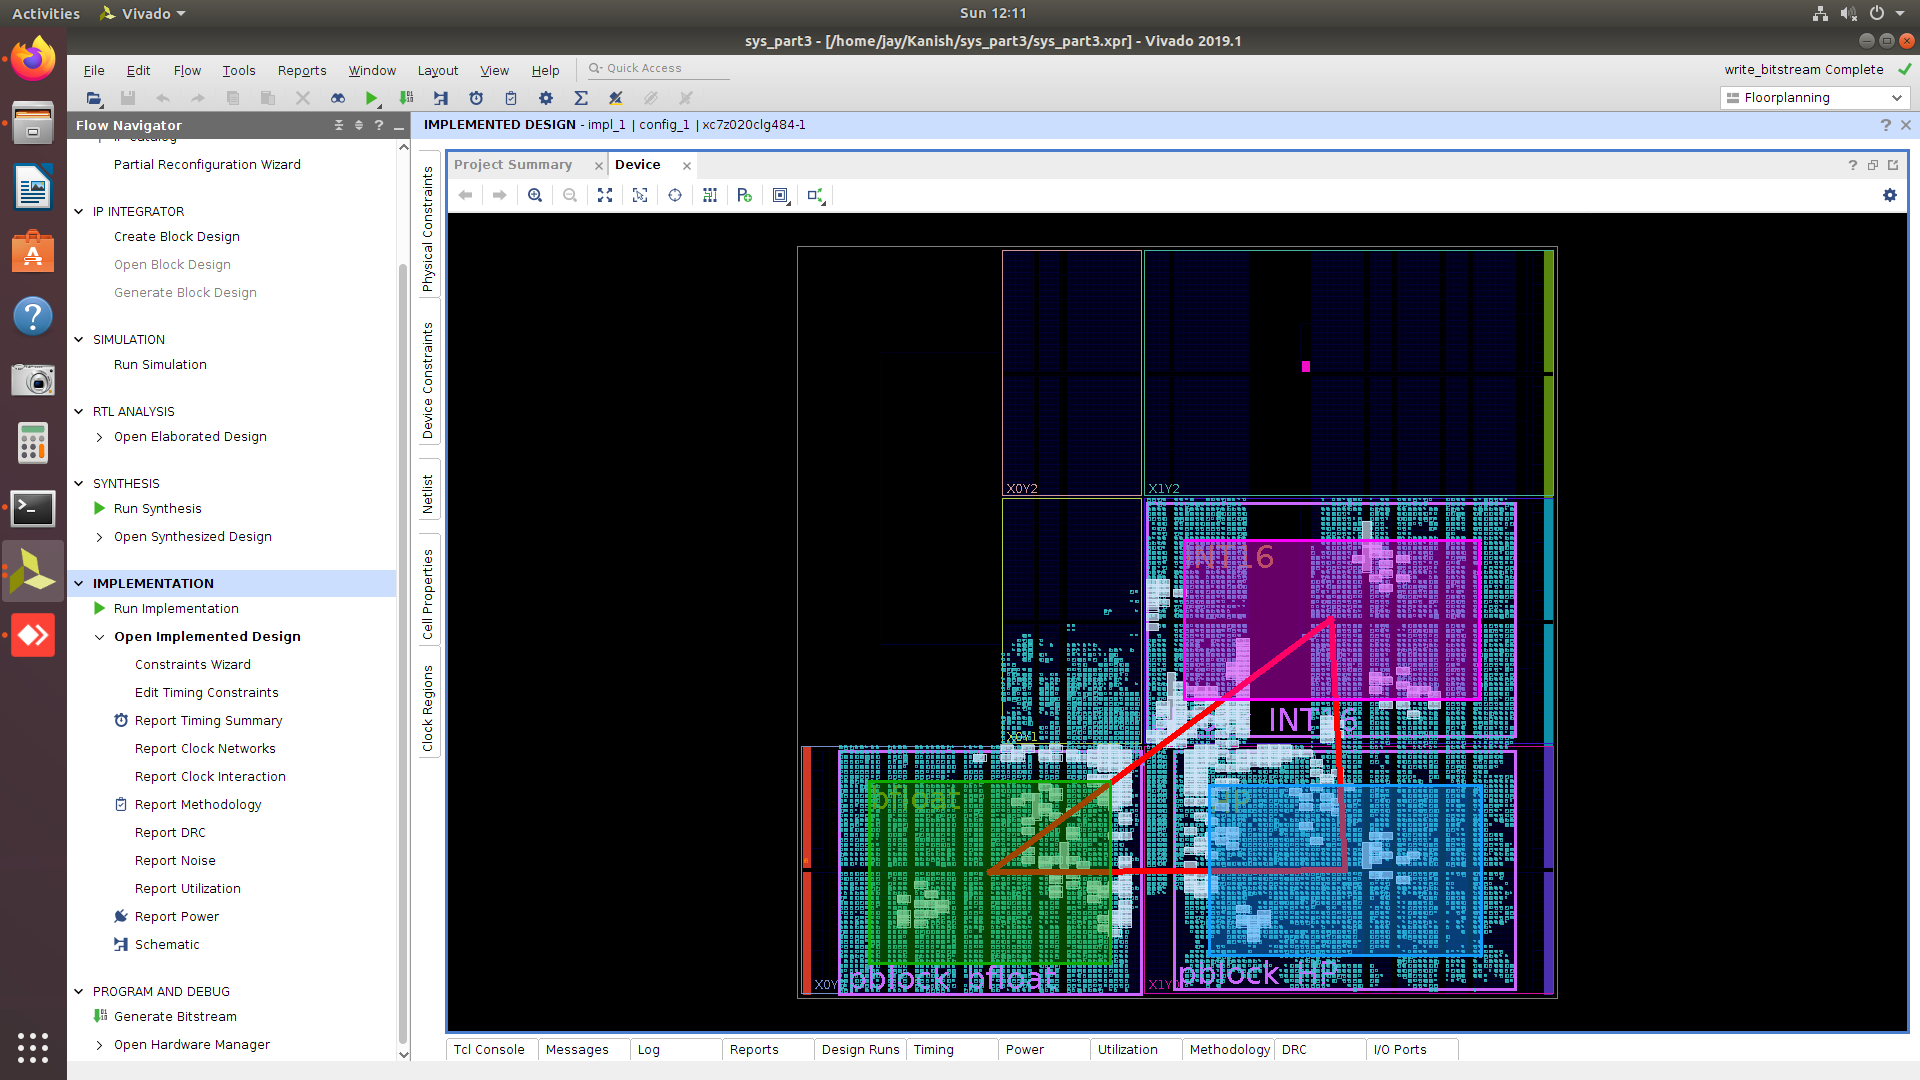 Activities
Vivado
Sun 12:11
sys_part3 - [/home/jay/Kanish/sys_part3/sys_part3.xpr] - Vivado 2019.1
File Edit Flow Tools Reports Window Layout View Help
Quick Access
write_bitstream Complete
Floorplanning
Flow Navigator
IMPLEMENTED DESIGN - impl_1 | config_1 | xc7z020clg484-1
IP Catalog
Partial Reconfiguration Wizard
IP INTEGRATOR
Create Block Design
Open Block Design
Generate Block Design
SIMULATION
Run Simulation
RTL ANALYSIS
Open Elaborated Design
SYNTHESIS
Run Synthesis
Open Synthesized Design
IMPLEMENTATION
Run Implementation
Open Implemented Design
Constraints Wizard
Edit Timing Constraints
Report Timing Summary
Report Clock Networks
Report Clock Interaction
Report Methodology
Report DRC
Report Noise
Report Utilization
Report Power
Schematic
PROGRAM AND DEBUG
Generate Bitstream
Open Hardware Manager
Physical Constraints
Device Constraints
Netlist
Cell Properties
Clock Regions
Project Summary
Device
X0Y2
X1Y2
INT16
X0Y1
bfloat
HP
pblock_bfloat
pblock_HP
Tcl Console Messages Log Reports Design Runs Timing Power Utilization Methodology DRC I/O Ports